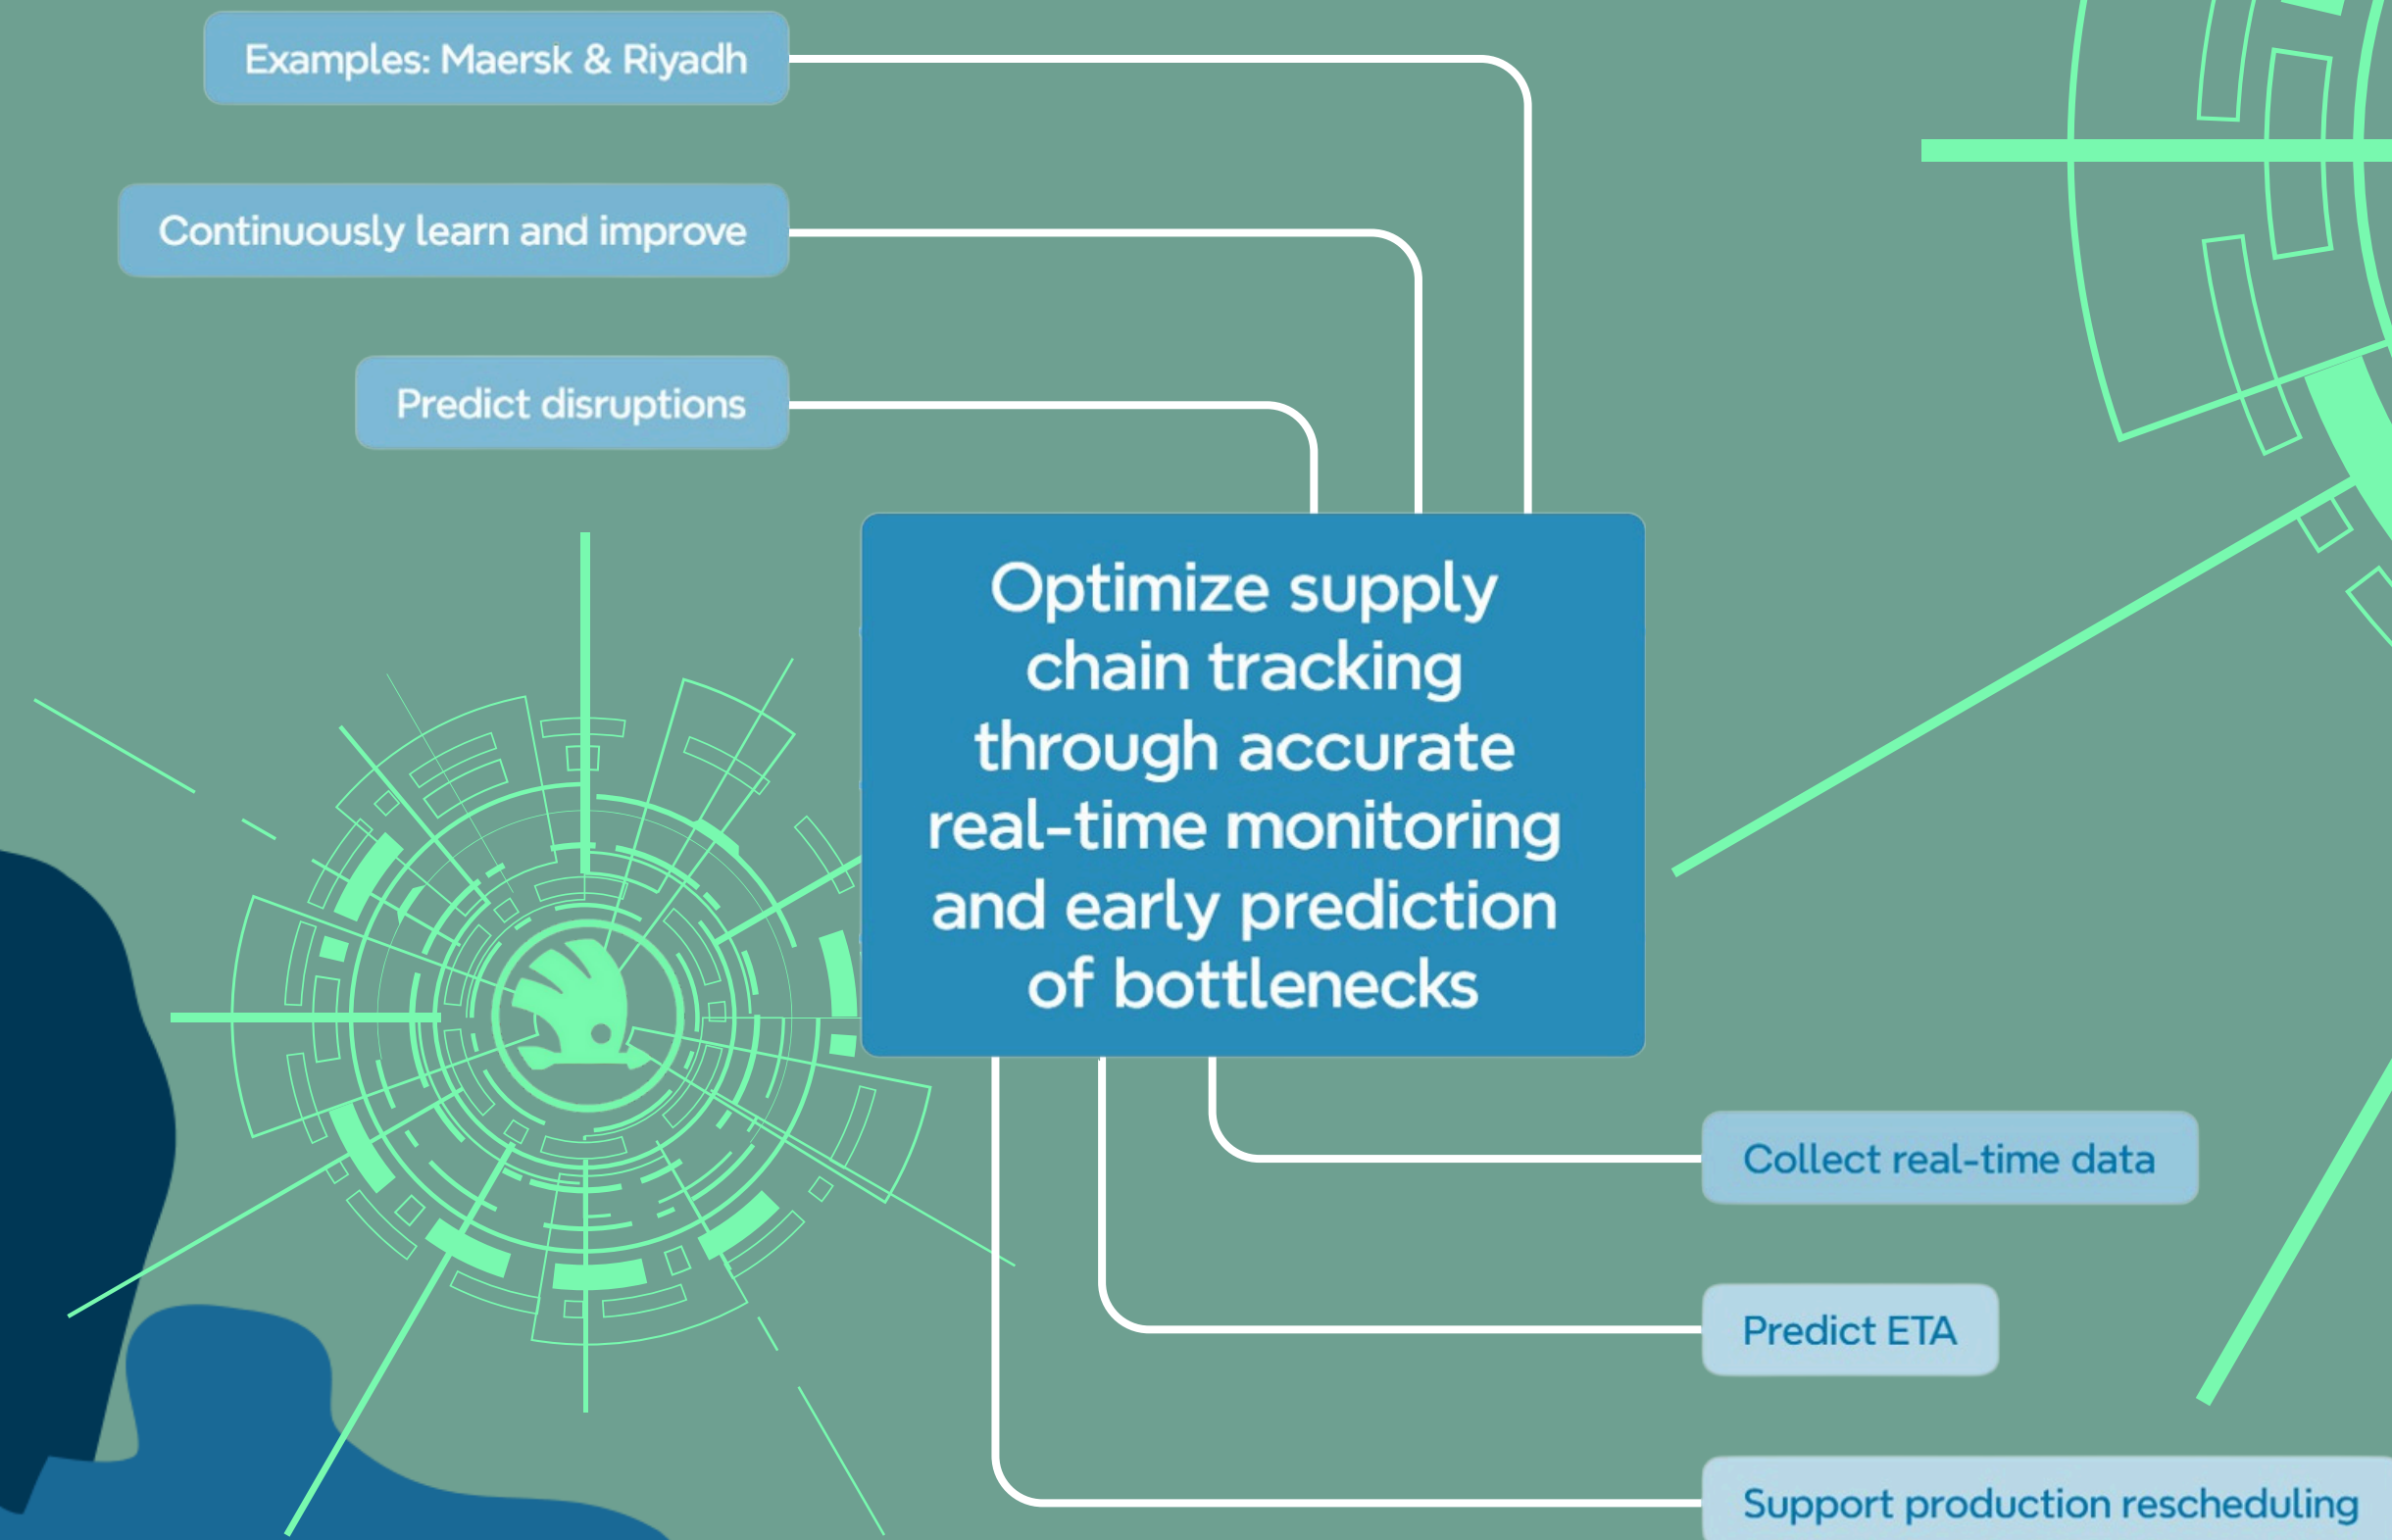 Examples: Maersk & Riyadh
Continuously learn and improve
Predict disruptions
Optimize supply
chain tracking
through accurate
real-time monitoring
and early prediction
of bottlenecks
Collect real-time data
Predict ETA
Support production rescheduling